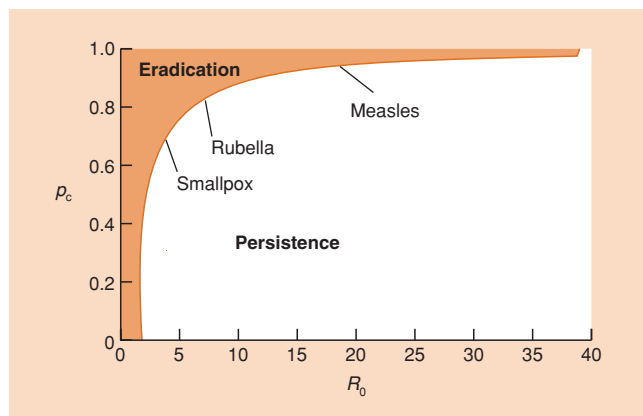 1.0
Eradication
Measles
0.8
Rubella
0.6
Smallpox
pc
0.4
Persistence
0.2
0
0 5 10 15 20 25 30 35 40
R0